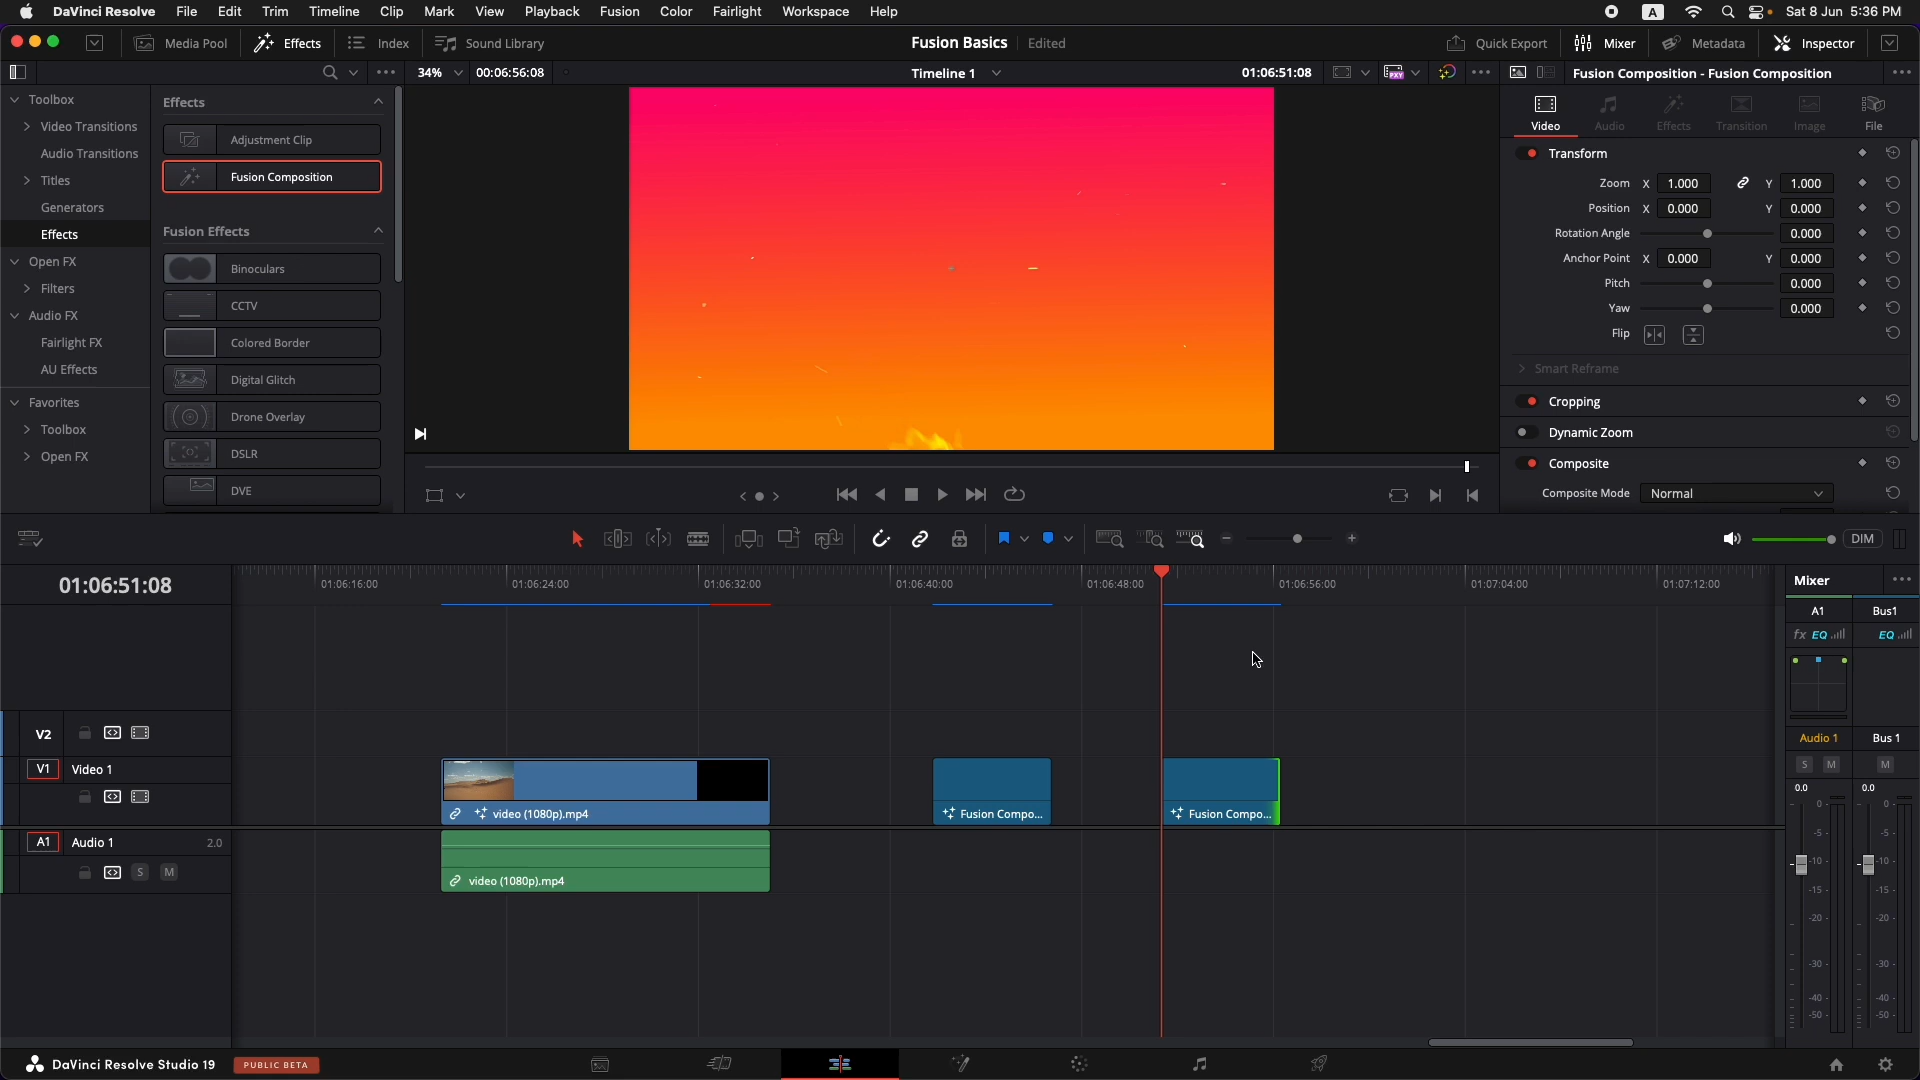 DaVinci Resolve File Edit Trim Timeline Clip Mark View Playback Fusion Color Fairlight Workspace Help A Sat 8 Jun 5:36 PM
Media Pool Effects Index Sound Library Fusion Basics Edited Quick Export Mixer Metadata Inspector
34% 00:06:56:08 Timeline 1 01:06:51:08 PXY Fusion Composition - Fusion Composition
Toolbox
Video Transitions
Audio Transitions
Titles
Generators
Effects
Open FX
Filters
Audio FX
Fairlight FX
AU Effects
Favorites
Toolbox
Open FX
Effects
Adjustment Clip
Fusion Composition
Fusion Effects
Binoculars
CCTV
Colored Border
Digital Glitch
Drone Overlay
DSLR
DVE
Video Audio Effects Transition Image File
Transform
Zoom X 1.000 Y 1.000
Position X 0.000 Y 0.000
Rotation Angle 0.000
Anchor Point X 0.000 Y 0.000
Pitch 0.000
Yaw 0.000
Flip
Smart Reframe
Cropping
Dynamic Zoom
Composite
Composite Mode Normal
DIM
01:06:51:08
01:06:16:00 01:06:24:00 01:06:32:00 01:06:40:00 01:06:48:00 01:06:56:00 01:07:04:00 01:07:12:00
V2
V1 Video 1
A1 Audio 1 2.0
S M
video (1080p).mp4
Fusion Compo...
Fusion Compo...
video (1080p).mp4
Mixer
A1 Bus1
fx EQ EQ
Audio 1 Bus 1
S M M
0.0 0.0
0- 0-
-5- -5-
-10- -10-
-15- -15-
-20- -20-
-30- -30-
-40- -40-
-50- -50-
DaVinci Resolve Studio 19 PUBLIC BETA